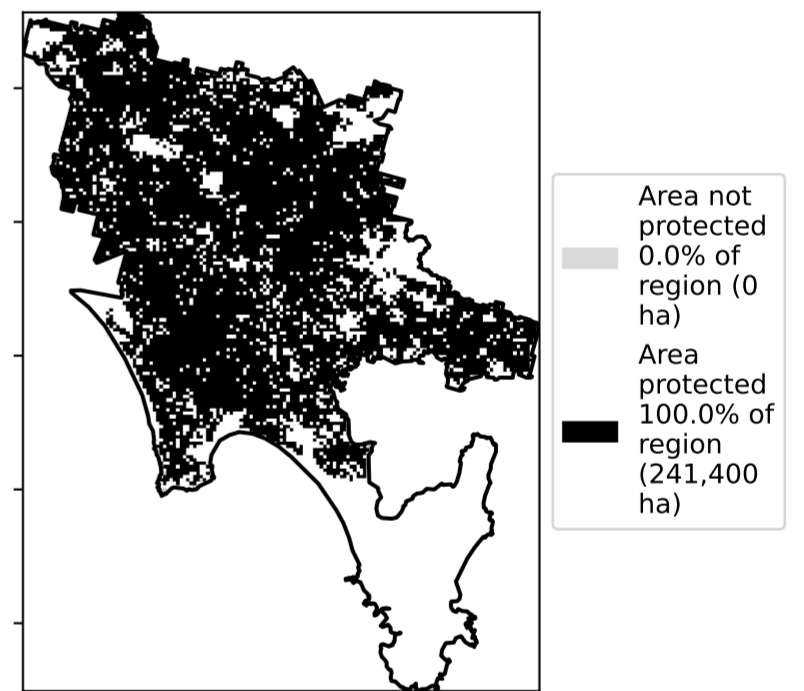 Area not
protected
0.0% of
region (0
ha)
Area
protected
100.0% of
region
(241,400
ha)